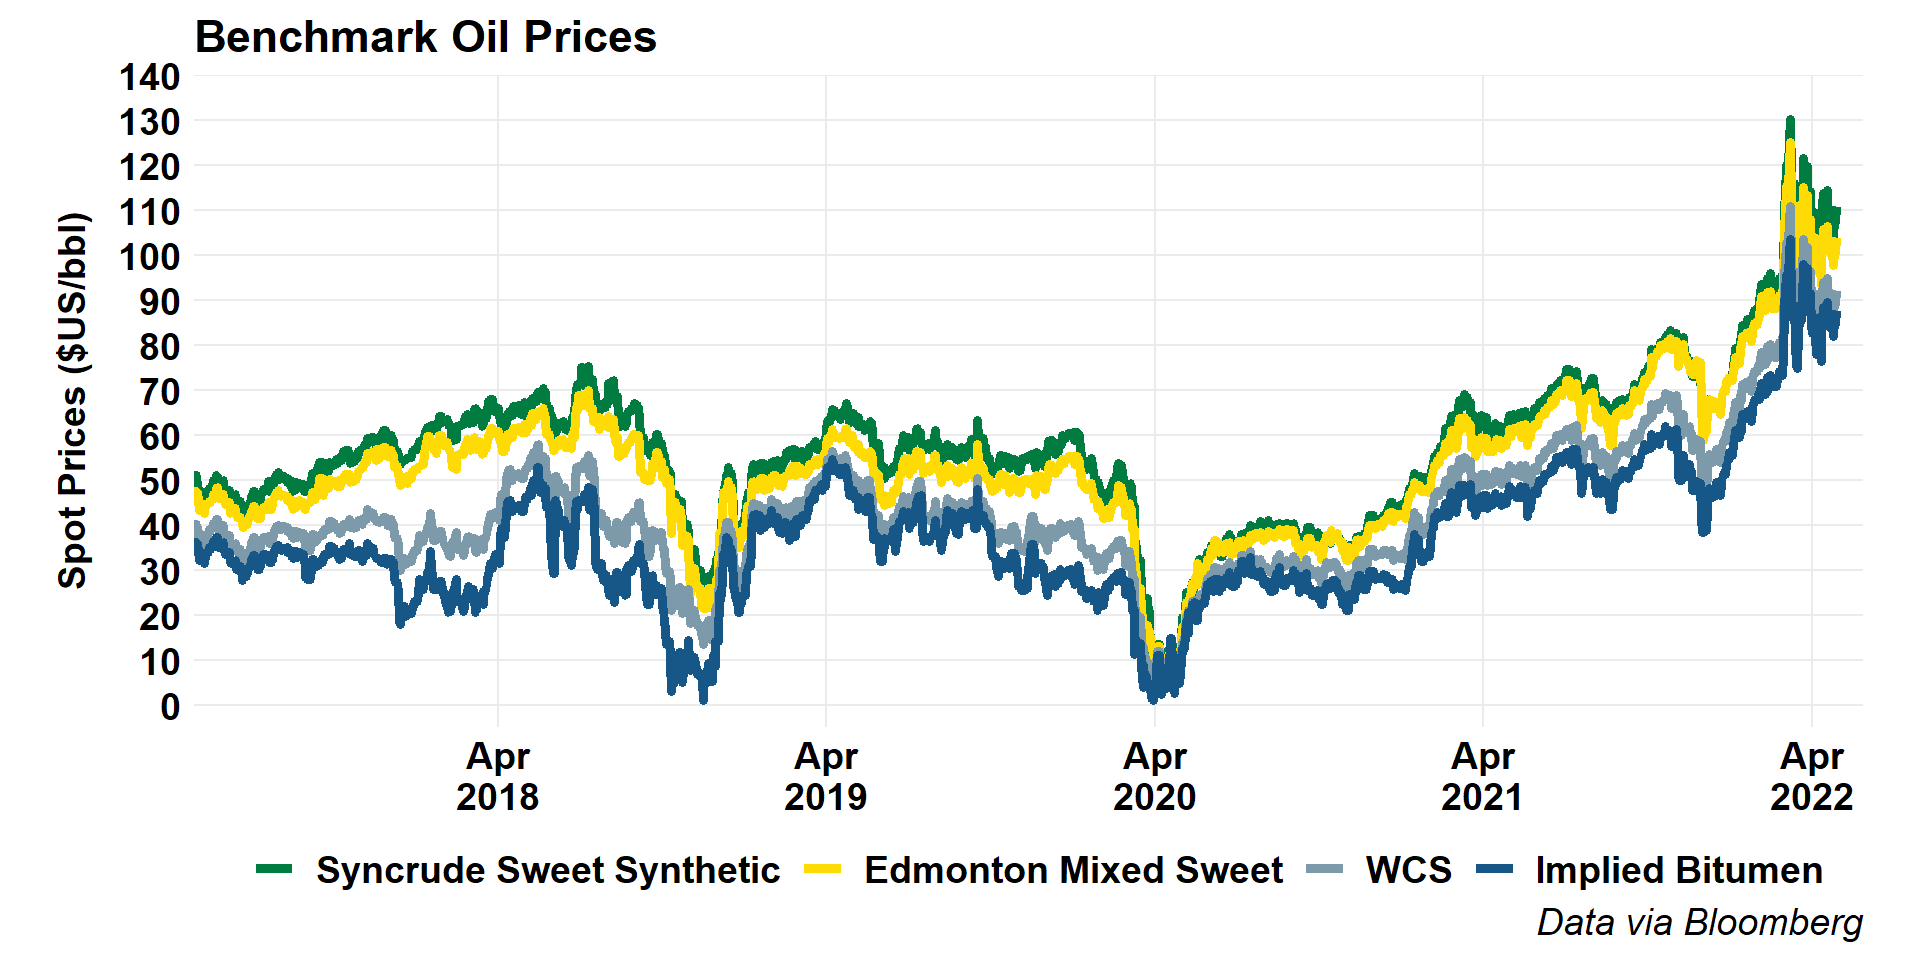 Benchmark Oil Prices
Spot Prices ($US/bbl)
140
130
120
110
100
90
80
70
60
50
40
30
20
10
0
Apr
2018
Apr
2019
Apr
2020
Apr
2021
Apr
2022
Syncrude Sweet Synthetic
Edmonton Mixed Sweet
WCS
Implied Bitumen
Data via Bloomberg